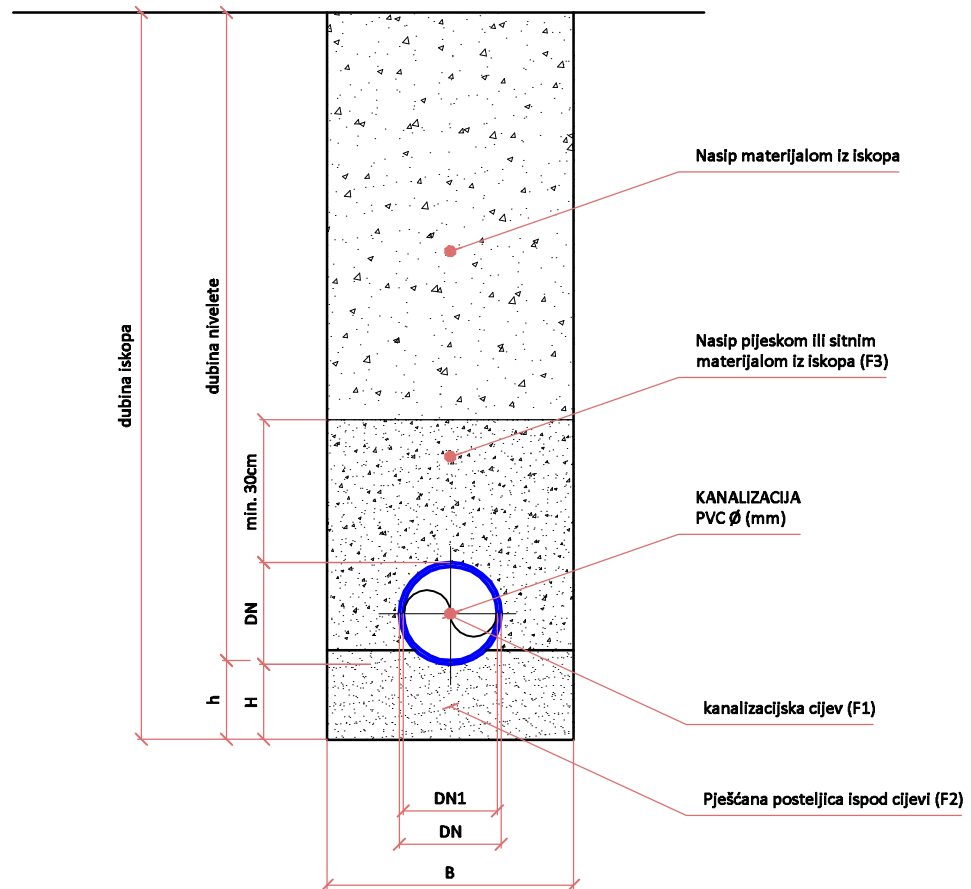 Nasip materijalom iz iskopa
dubina iskopa
dubina nivelete
Nasip pijeskom ili sitnim
materijalom iz iskopa (F3)
min. 30cm
KANALIZACIJA
PVC Ø (mm)
DN
h
H
kanalizacijska cijev (F1)
DN1
Pješćana posteljica ispod cijevi (F2)
DN
B